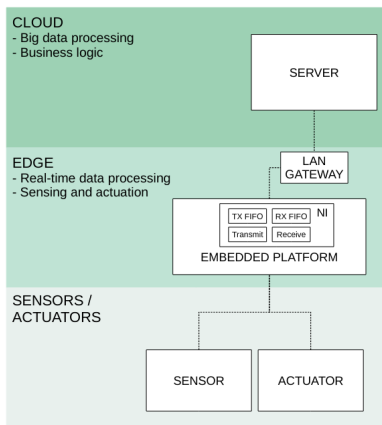 CLOUD
- Big data processing
- Business logic
SERVER
EDGE
- Real-time data processing
- Sensing and actuation
LAN
GATEWAY
TX FIFO
RX FIFO
NI
Transmit
Receive
EMBEDDED PLATFORM
SENSORS /
ACTUATORS
SENSOR
ACTUATOR